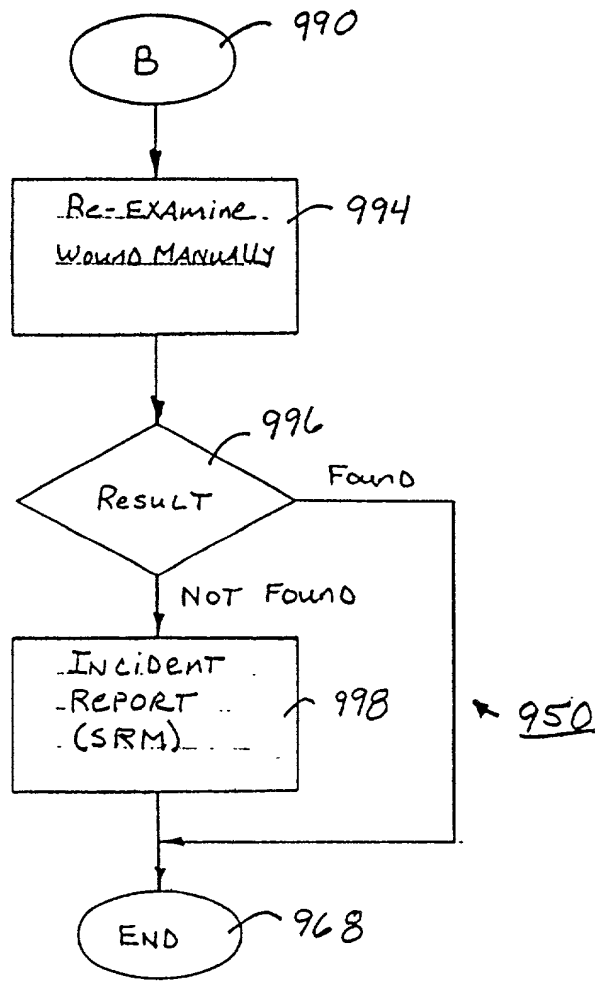 990
B
Re-Examine
Wound Manually
994
996
Result
Found
Not Found
Incident
Report
(SRM)
998
950
End
968